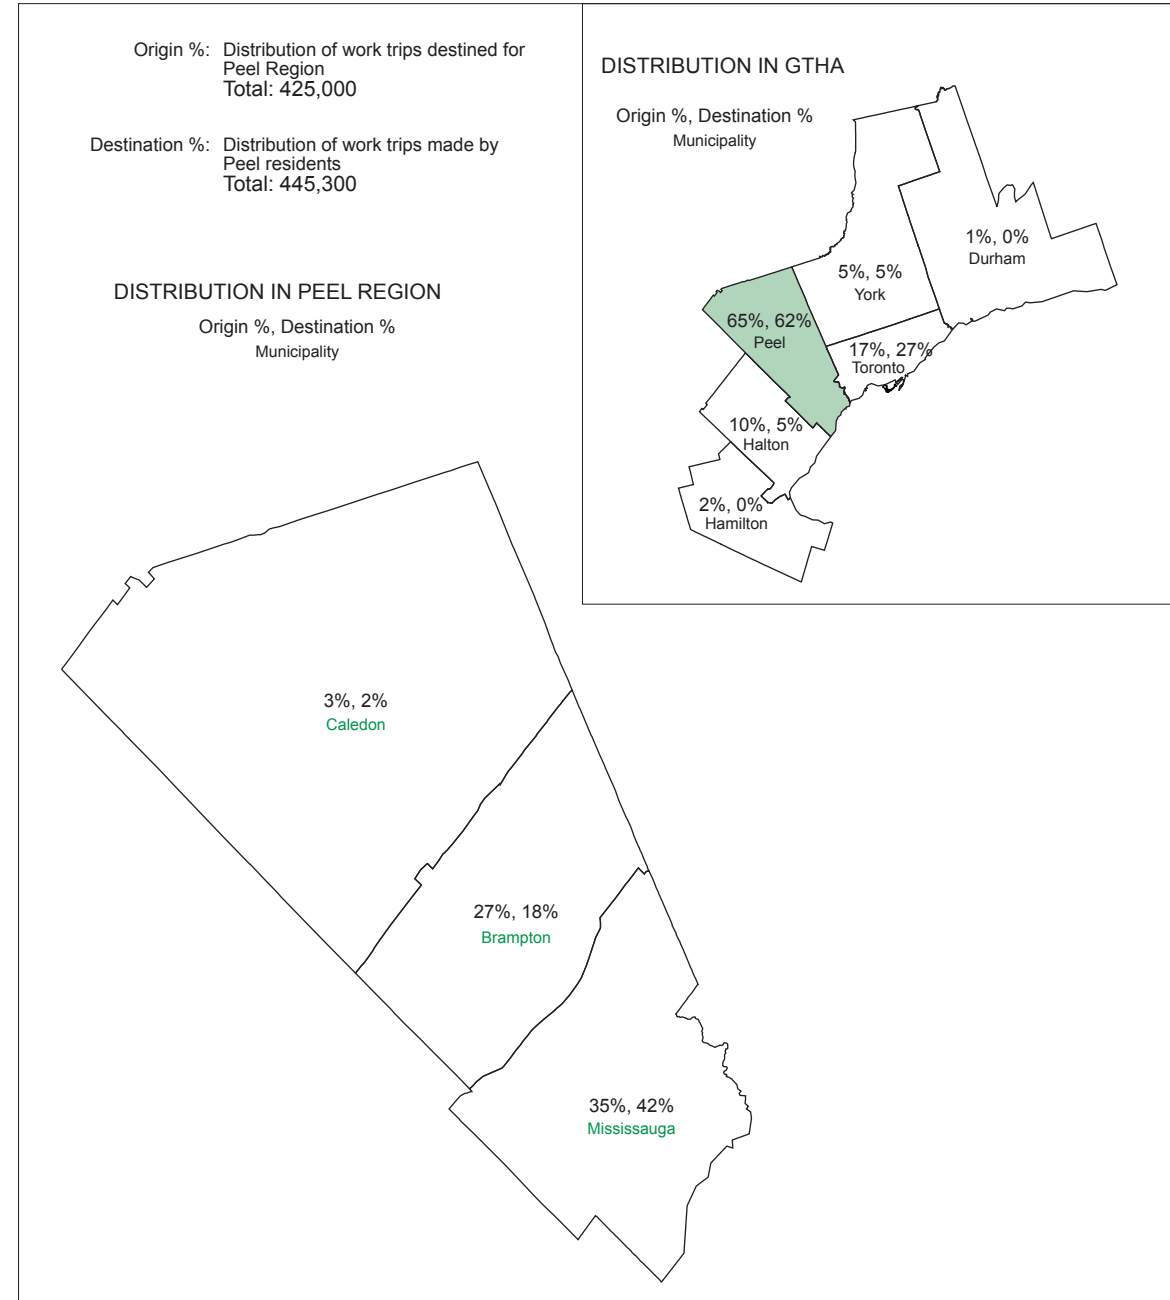 Origin %: Distribution of work trips destined for
Peel Region
Total: 425,000
Destination %: Distribution of work trips made by
Peel residents
Total: 445,300
DISTRIBUTION IN PEEL REGION
Origin %, Destination %
Municipality
DISTRIBUTION IN GTHA
Origin %, Destination %
Municipality
1%, 0%
Durham
5%, 5%
York
65%, 62%
Peel
17%, 27%
Toronto
10%, 5%
Halton
2%, 0%
Hamilton
3%, 2%
Caledon
27%, 18%
Brampton
35%, 42%
Mississauga